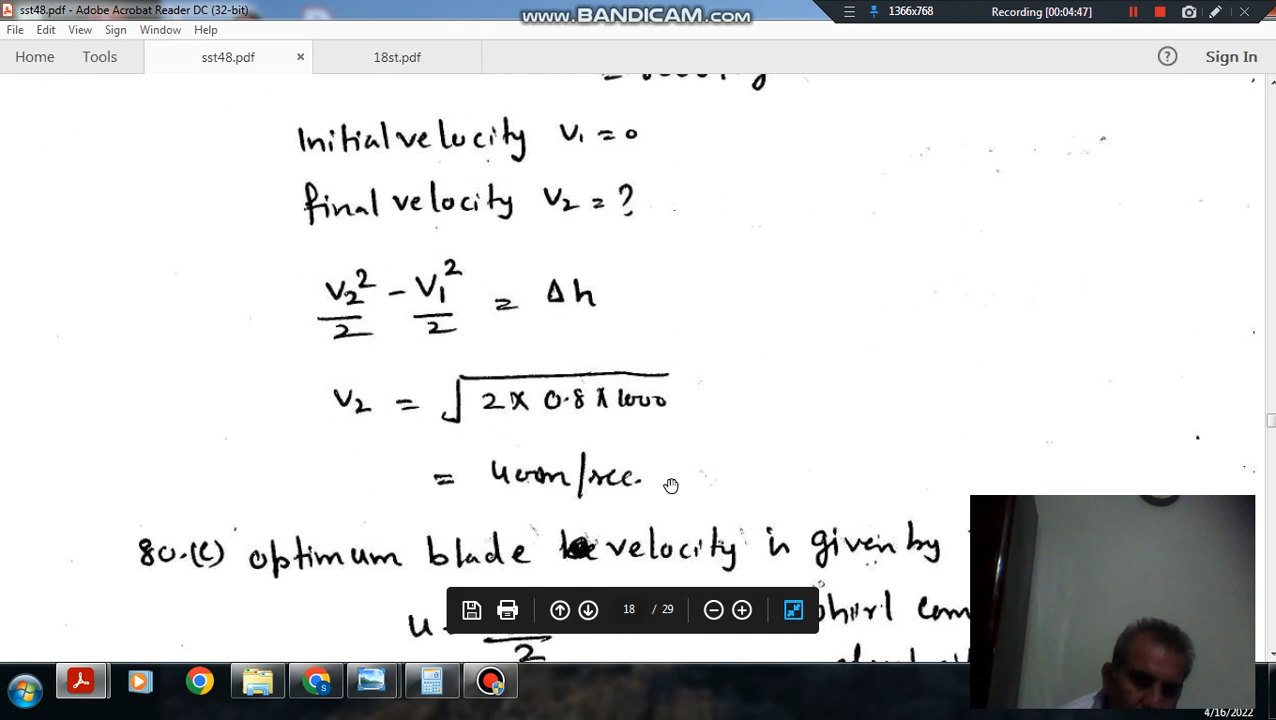 sst48.pdf - Adobe Acrobat Reader DC (32-bit)
www.BANDICAM.com
1366x768
Recording [00:04:47]
File Edit View Sign Window Help
Home Tools sst48.pdf × 18st.pdf ? Sign In
Initial velocity V₁ = 0
final velocity V₂ = ?
V₂²/2 - V₁²/2 = Δh
V₂ = √2 × 0.8 × 1000
= 400m/sec.
80.(c) optimum blade velocity is given by
u
2
18 / 29
4/16/2022